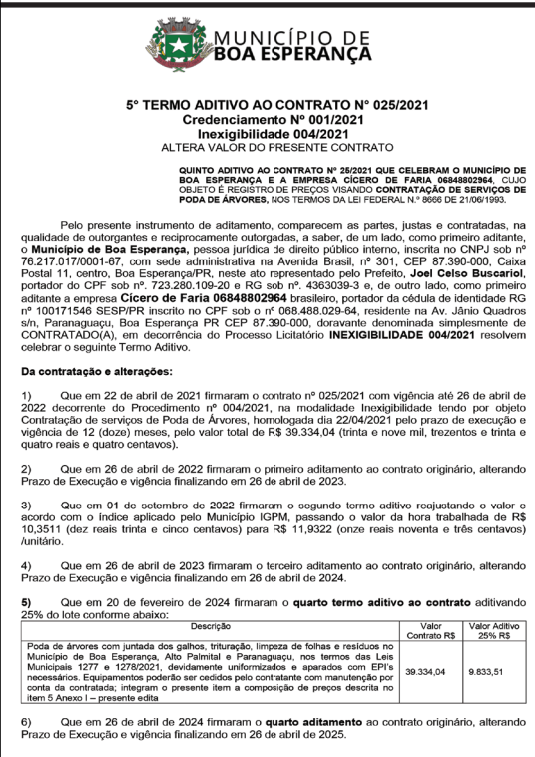 MUNICÍPIO DE
BOA ESPERANÇA
5° TERMO ADITIVO AO CONTRATO N° 025/2021
Credenciamento Nº 001/2021
Inexigibilidade 004/2021
ALTERA VALOR DO PRESENTE CONTRATO
QUINTO ADITIVO AO CONTRATO Nº 25/2021 QUE CELEBRAM O MUNICÍPIO DE
BOA ESPERANÇA E A EMPRESA CÍCERO DE FARIA 06848802964, CUJO
OBJETO É REGISTRO DE PREÇOS VISANDO CONTRATAÇÃO DE SERVIÇOS DE
PODA DE ÁRVORES, NOS TERMOS DA LEI FEDERAL N.º 8666 DE 21/06/1993.
Pelo presente instrumento de aditamento, comparecem as partes, justas e contratadas, na
qualidade de outorgantes e reciprocamente outorgadas, a saber, de um lado, como primeiro aditante,
o Município de Boa Esperança, pessoa jurídica de direito público interno, inscrita no CNPJ sob nº
76.217.017/0001-67, com sede administrativa na Avenida Brasil, nº 301, CEP 87.390-000, Caixa
Postal 11, centro, Boa Esperança/PR, neste ato representado pelo Prefeito, Joel Celso Buscariol,
portador do CPF sob nº. 723.280.109-20 e RG sob nº. 4363039-3 e, de outro lado, como primeiro
aditante a empresa Cícero de Faria 06848802964 brasileiro, portador da cédula de identidade RG
nº 100171546 SESP/PR inscrito no CPF sob o nº 068.488.029-64, residente na Av. Jânio Quadros
s/n, Paranaguaçu, Boa Esperança PR CEP 87.390-000, doravante denominada simplesmente de
CONTRATADO(A), em decorrência do Processo Licitatório INEXIGIBILIDADE 004/2021 resolvem
celebrar o seguinte Termo Aditivo.
Da contratação e alterações:
1) Que em 22 de abril de 2021 firmaram o contrato nº 025/2021 com vigência até 26 de abril de
2022 decorrente do Procedimento nº 004/2021, na modalidade Inexigibilidade tendo por objeto
Contratação de serviços de Poda de Árvores, homologada dia 22/04/2021 pelo prazo de execução e
vigência de 12 (doze) meses, pelo valor total de R$ 39.334,04 (trinta e nove mil, trezentos e trinta e
quatro reais e quatro centavos).
2) Que em 26 de abril de 2022 firmaram o primeiro aditamento ao contrato originário, alterando
Prazo de Execução e vigência finalizando em 26 de abril de 2023.
3) Que em 01 de setembro de 2022 firmaram o segundo termo aditivo reajustando o valor e
acordo com o índice aplicado pelo Município IGPM, passando o valor da hora trabalhada de R$
10,3511 (dez reais trinta e cinco centavos) para R$ 11,9322 (onze reais noventa e três centavos)
/unitário.
4) Que em 26 de abril de 2023 firmaram o terceiro aditamento ao contrato originário, alterando
Prazo de Execução e vigência finalizando em 26 de abril de 2024.
5) Que em 20 de fevereiro de 2024 firmaram o quarto termo aditivo ao contrato aditivando
25% do lote conforme abaixo:
Descrição Valor Contrato R$ Valor Aditivo 25% R$
Poda de árvores com juntada dos galhos, trituração, limpeza de folhas e resíduos no
Município de Boa Esperança, Alto Palmital e Paranaguaçu, nos termos das Leis
Municipais 1277 e 1278/2021, devidamente uniformizados e aparados com EPI's
necessários. Equipamentos poderão ser cedidos pelo contratante com manutenção por
conta da contratada; integram o presente item a composição de preços descrita no
item 5 Anexo I – presente edita
39.334,04 9.833,51
6) Que em 26 de abril de 2024 firmaram o quarto aditamento ao contrato originário, alterando
Prazo de Execução e vigência finalizando em 26 de abril de 2025.